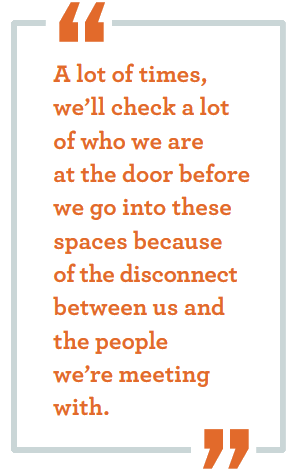 “
A lot of times,
we’ll check a lot
of who we are
at the door before
we go into these
spaces because
of the disconnect
between us and
the people
we’re meeting
with.
”